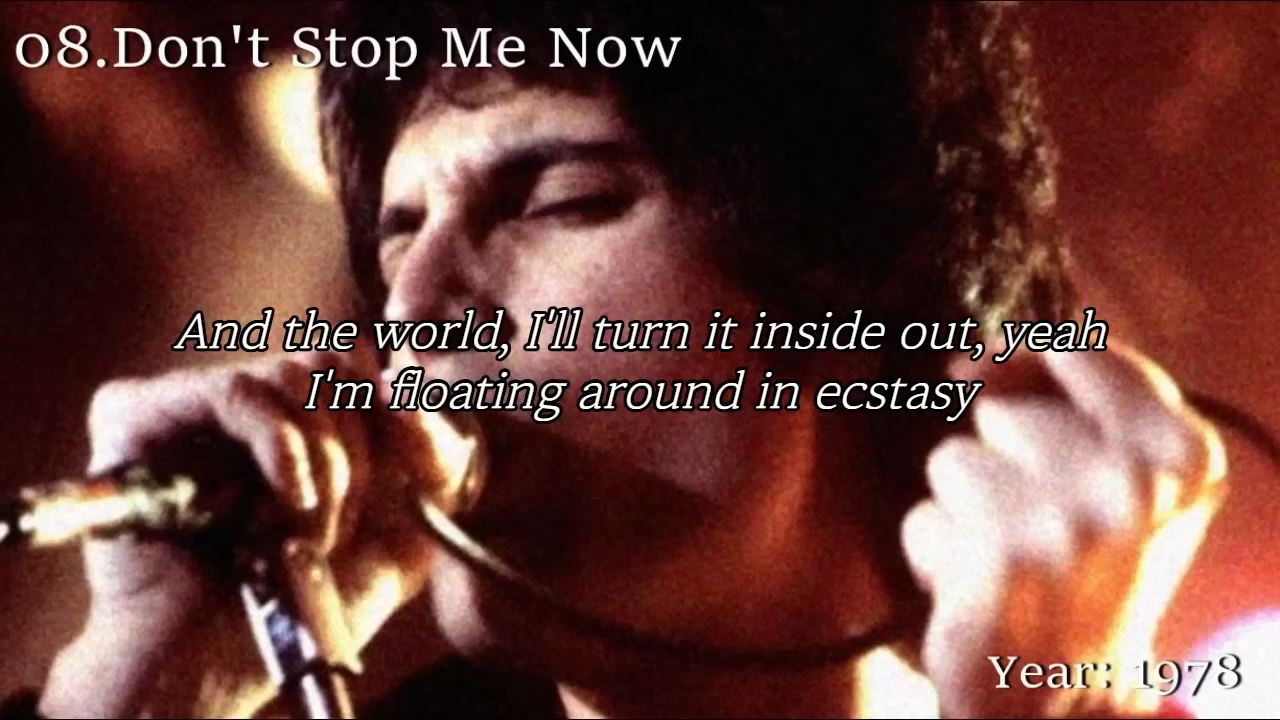 08.Don't Stop Me Now
And the world, I'll turn it inside out, yeah
I'm floating around in ecstasy
Year: 1978